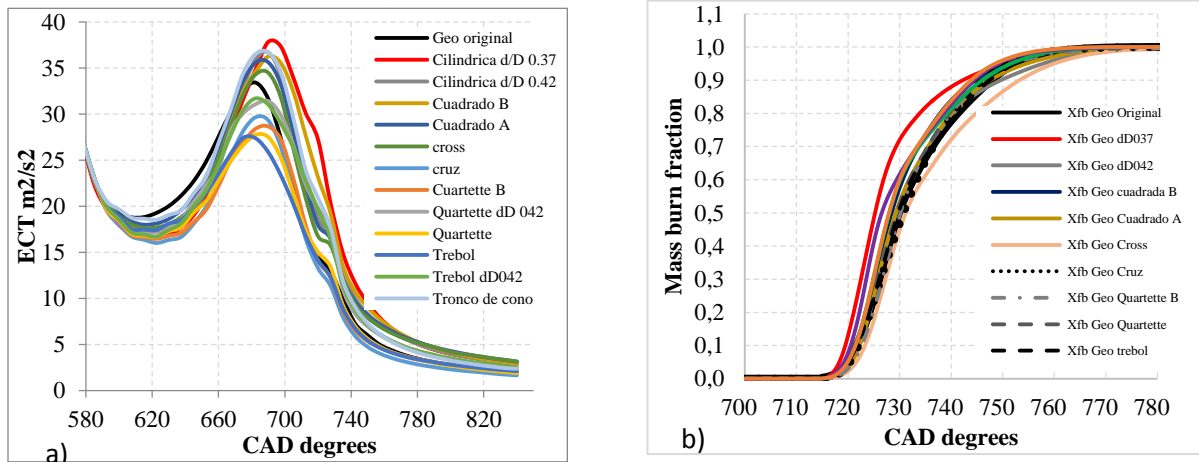 40
35
30
25
20
15
10
5
0
ECT m2/s2
580
620
660
700
740
780
820
CAD degrees
a)
Geo original
Cilindrica d/D 0.37
Cilindrica d/D 0.42
Cuadrado B
Cuadrado A
cross
cruz
Cuartette B
Quartette dD 042
Quartette
Trebol
Trebol dD042
Tronco de cono
b)
1,1
1.0
0.9
0,8
0.7
0,6
0.5
0.4
0,3
0.2
0,1
0,0
Mass burn fraction
700
710
720
730
740
750
760
770
780
CAD degrees
Xfb Geo Original
Xfb Geo dD037
Xfb Geo dD042
Xfb Geo cuadrada B
Xfb Geo Cuadrado A
Xfb Geo Cross
Xfb Geo Cruz
Xfb Geo Quartette B
Xfb Geo Quartette
Xfb Geo trebol